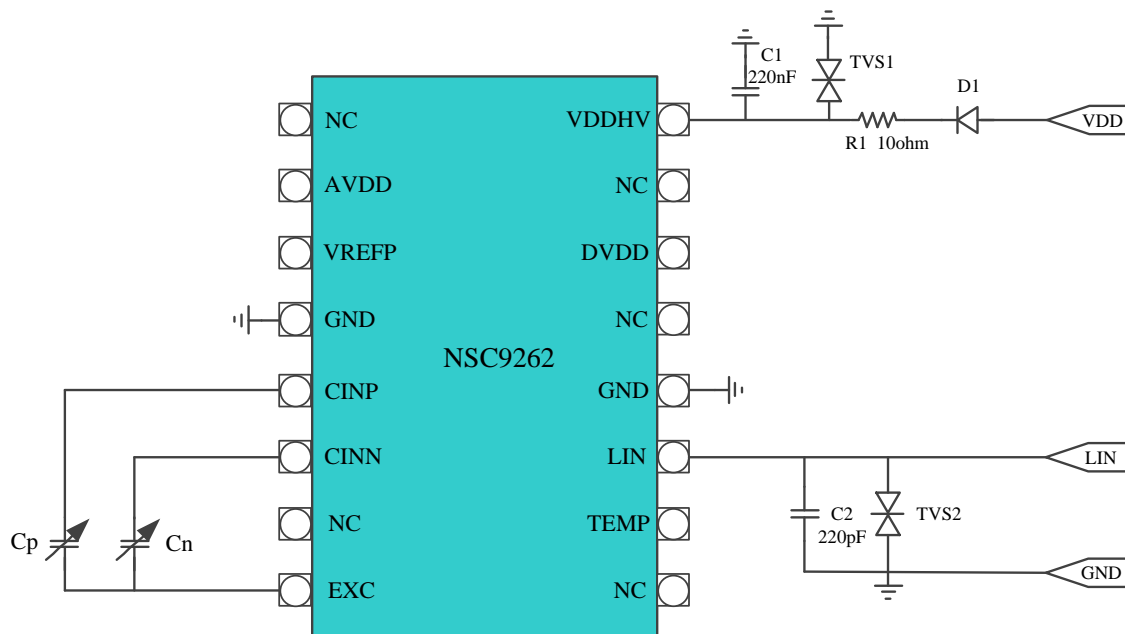 C1
220nF
TVS1
D1
VDD
R1 10ohm
NC
AVDD
VREFP
GND
CINP
CINN
NC
EXC
NSC9262
VDDHV
NC
DVDD
NC
GND
LIN
TEMP
NC
Cp
Cn
LIN
C2
220pF
TVS2
GND